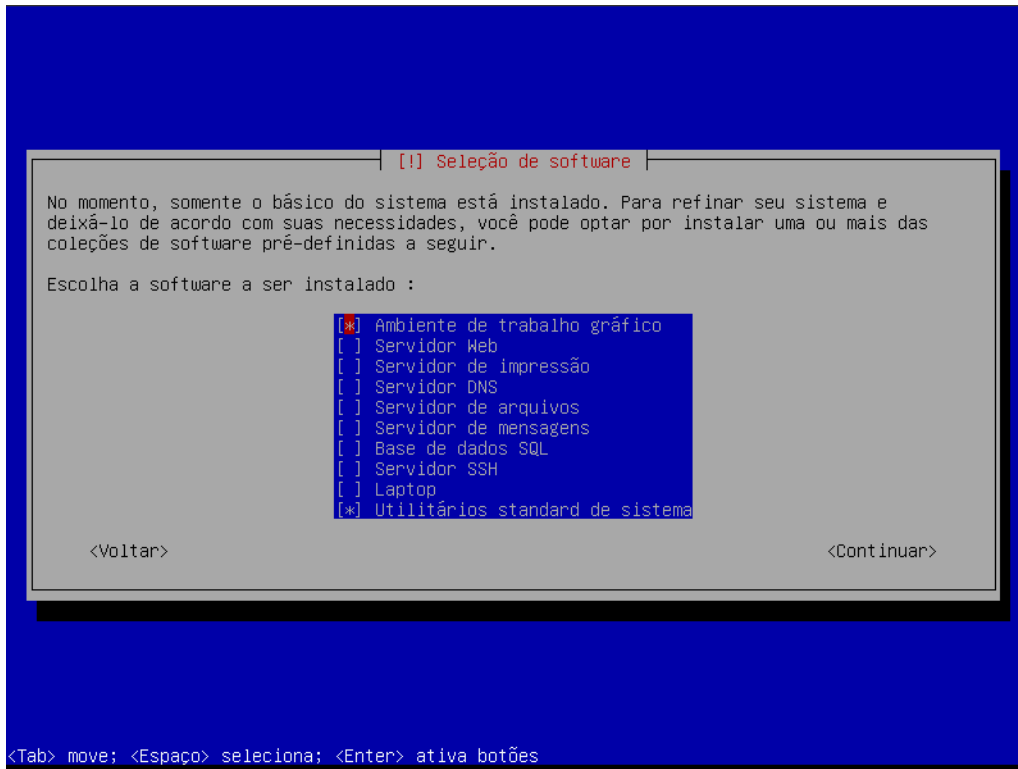 [!] Seleção de software
No momento, somente o básico do sistema está instalado. Para refinar seu sistema e
deixá-lo de acordo com suas necessidades, você pode optar por instalar uma ou mais das
coleções de software pré-definidas a seguir.
Escolha a software a ser instalado :
[*] Ambiente de trabalho gráfico
[ ] Servidor Web
[ ] Servidor de impressão
[ ] Servidor DNS
[ ] Servidor de arquivos
[ ] Servidor de mensagens
[ ] Base de dados SQL
[ ] Servidor SSH
[ ] Laptop
[*] Utilitários standard de sistema
<Voltar> <Continuar>
<Tab> move; <Espaço> seleciona; <Enter> ativa botões